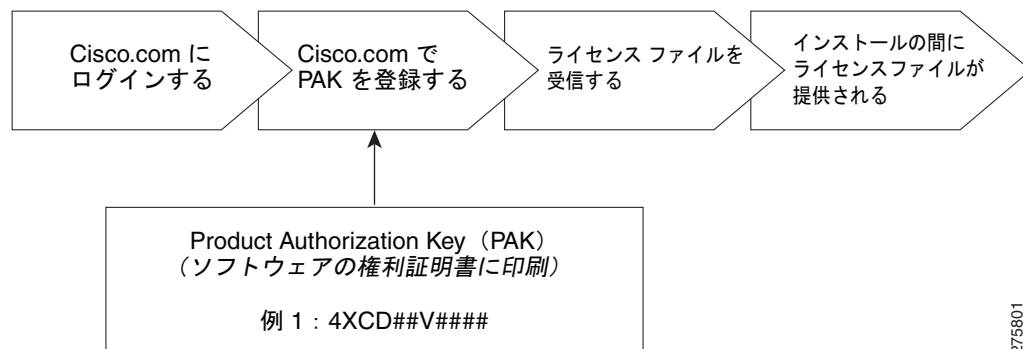 Cisco.com に
ログインする
Cisco.com で
PAK を登録する
ライセンス ファイルを
受信する
インストールの間に
ライセンスファイルが
提供される
Product Authorization Key（PAK）
（ソフトウェアの権利証明書に印刷）
例 1：4XCD##V####
275801